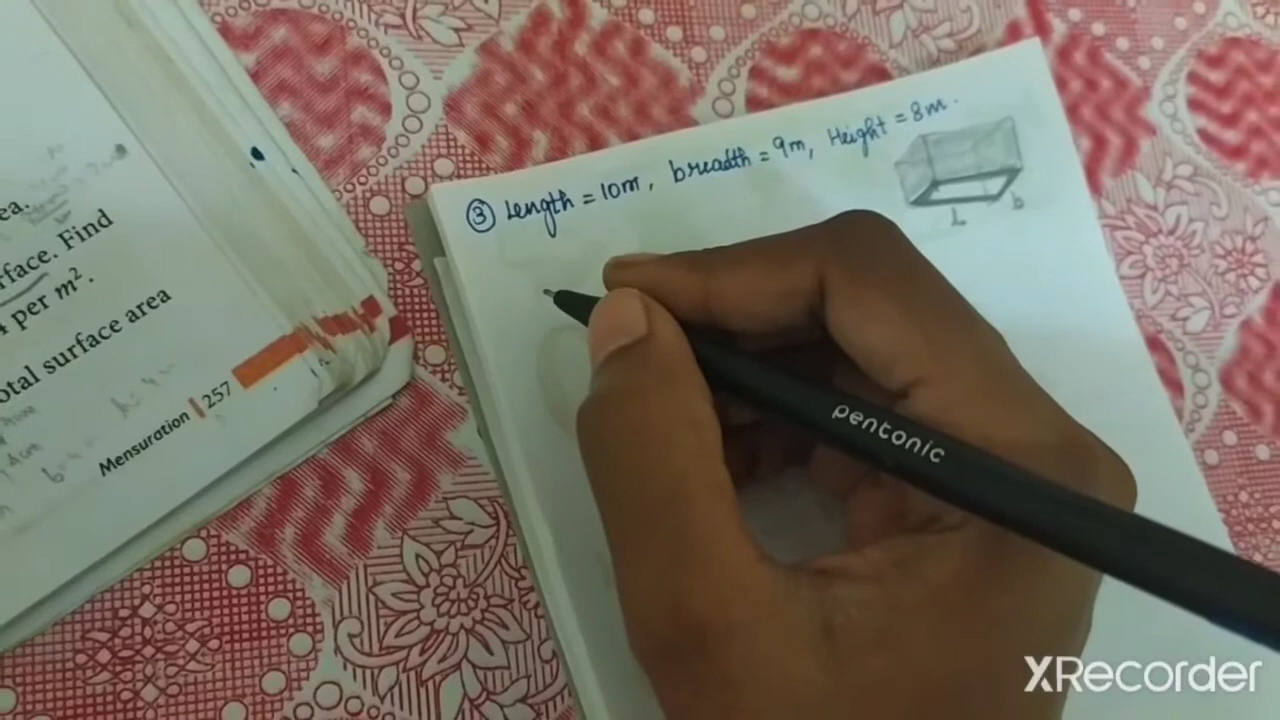 ea.
rface. Find
4 per m².
otal surface area
Mensuration | 257
③ Length = 10m, breadth = 9m, Height = 8m.
L b
pentonic
XRecorder